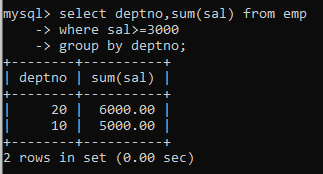 mysql> select deptno,sum(sal) from emp
    -> where sal>=3000
    -> group by deptno;
+--------+----------+
| deptno | sum(sal) |
+--------+----------+
|     20 |  6000.00 |
|     10 |  5000.00 |
+--------+----------+
2 rows in set (0.00 sec)